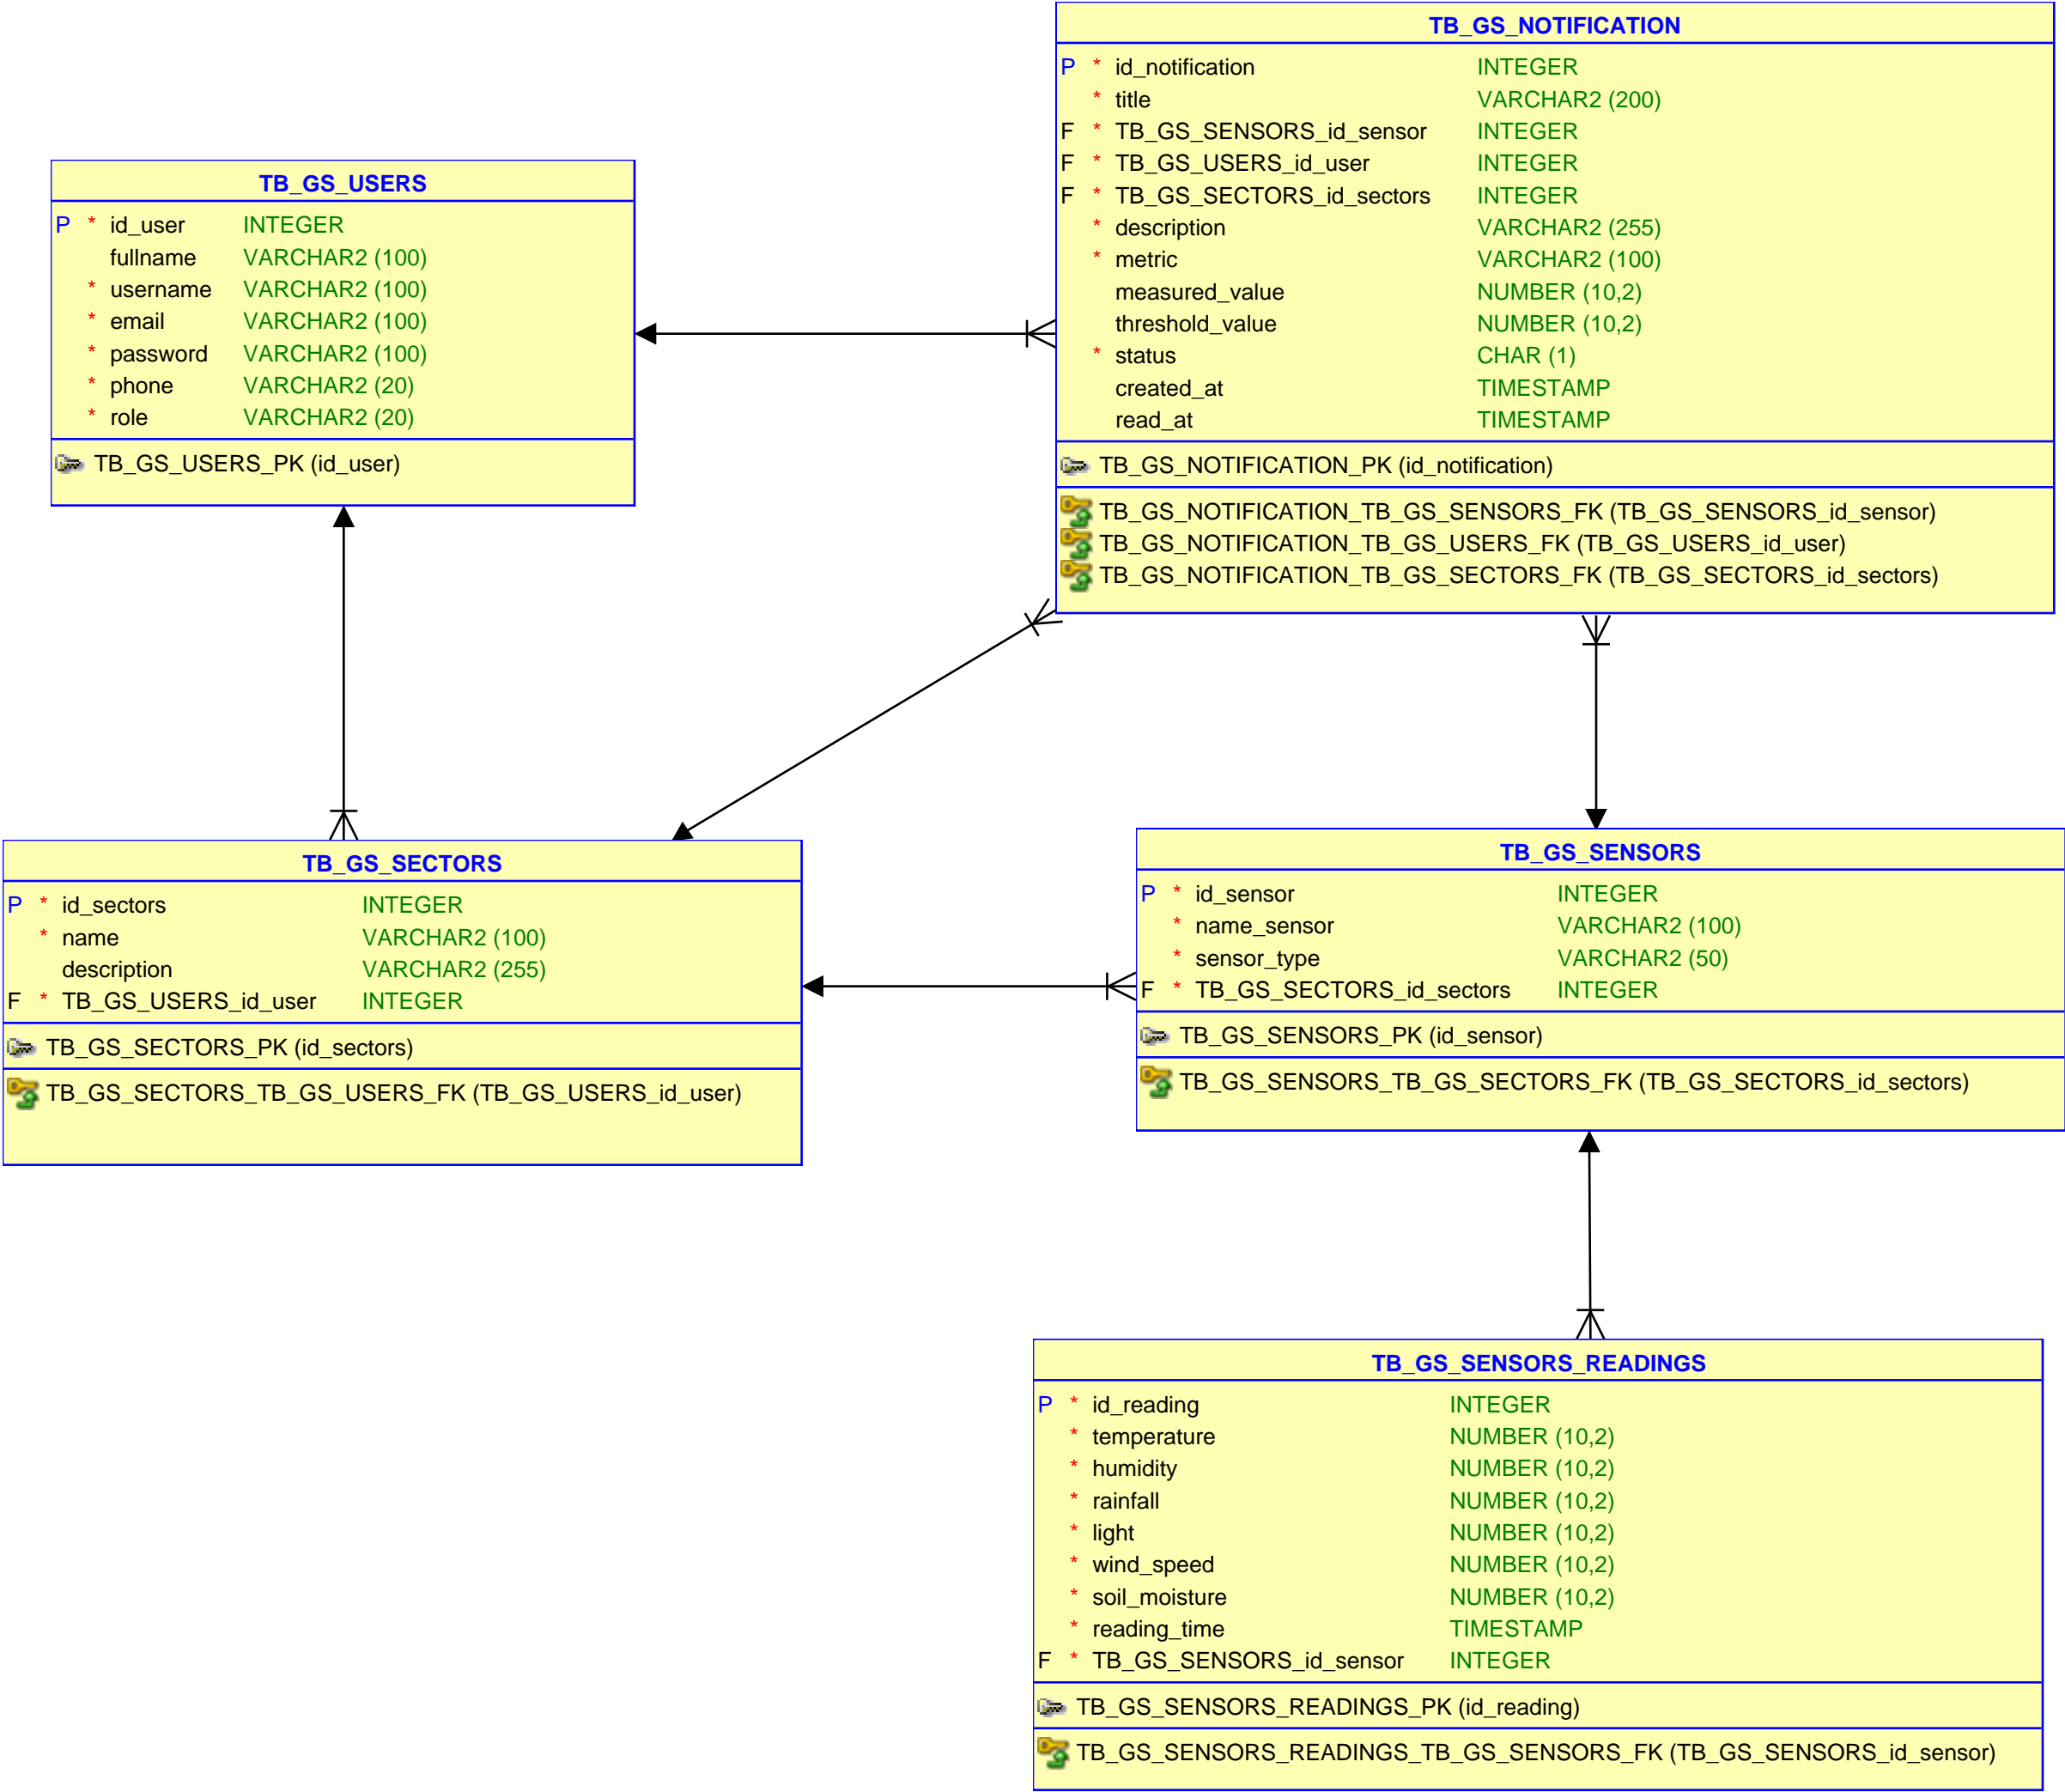 TB_GS_NOTIFICATION
P * id_notification INTEGER
* title VARCHAR2 (200)
F * TB_GS_SENSORS_id_sensor INTEGER
F * TB_GS_USERS_id_user INTEGER
F * TB_GS_SECTORS_id_sectors INTEGER
* description VARCHAR2 (255)
* metric VARCHAR2 (100)
measured_value NUMBER (10,2)
threshold_value NUMBER (10,2)
* status CHAR (1)
created_at TIMESTAMP
read_at TIMESTAMP
TB_GS_NOTIFICATION_PK (id_notification)
TB_GS_NOTIFICATION_TB_GS_SENSORS_FK (TB_GS_SENSORS_id_sensor)
TB_GS_NOTIFICATION_TB_GS_USERS_FK (TB_GS_USERS_id_user)
TB_GS_NOTIFICATION_TB_GS_SECTORS_FK (TB_GS_SECTORS_id_sectors)
TB_GS_USERS
P * id_user INTEGER
fullname VARCHAR2 (100)
* username VARCHAR2 (100)
* email VARCHAR2 (100)
* password VARCHAR2 (100)
* phone VARCHAR2 (20)
* role VARCHAR2 (20)
TB_GS_USERS_PK (id_user)
TB_GS_SECTORS
P * id_sectors INTEGER
* name VARCHAR2 (100)
description VARCHAR2 (255)
F * TB_GS_USERS_id_user INTEGER
TB_GS_SECTORS_PK (id_sectors)
TB_GS_SECTORS_TB_GS_USERS_FK (TB_GS_USERS_id_user)
TB_GS_SENSORS
P * id_sensor INTEGER
* name_sensor VARCHAR2 (100)
* sensor_type VARCHAR2 (50)
F * TB_GS_SECTORS_id_sectors INTEGER
TB_GS_SENSORS_PK (id_sensor)
TB_GS_SENSORS_TB_GS_SECTORS_FK (TB_GS_SECTORS_id_sectors)
TB_GS_SENSORS_READINGS
P * id_reading INTEGER
* temperature NUMBER (10,2)
* humidity NUMBER (10,2)
* rainfall NUMBER (10,2)
* light NUMBER (10,2)
* wind_speed NUMBER (10,2)
* soil_moisture NUMBER (10,2)
* reading_time TIMESTAMP
F * TB_GS_SENSORS_id_sensor INTEGER
TB_GS_SENSORS_READINGS_PK (id_reading)
TB_GS_SENSORS_READINGS_TB_GS_SENSORS_FK (TB_GS_SENSORS_id_sensor)